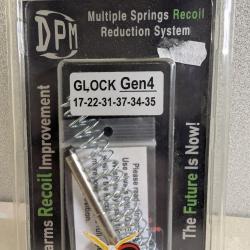 DPM
Multiple Springs Recoil
Reduction System
GLOCK Gen4
17-22-31-37-34-35
arms Recoil Improvement
The Future Is Now!